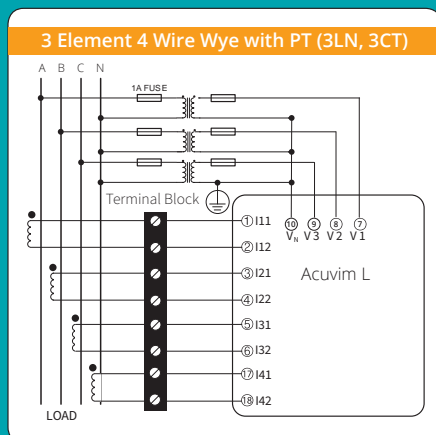 3 Element 4 Wire Wye with PT (3LN, 3CT)
A B C N
1A FUSE
Terminal Block
⑩ ⑨ ⑧ ⑦
VN V3 V2 V1
① I11
② I12
③ I21
④ I22
⑤ I31
⑥ I32
⑰ I41
⑱ I42
Acuvim L
LOAD